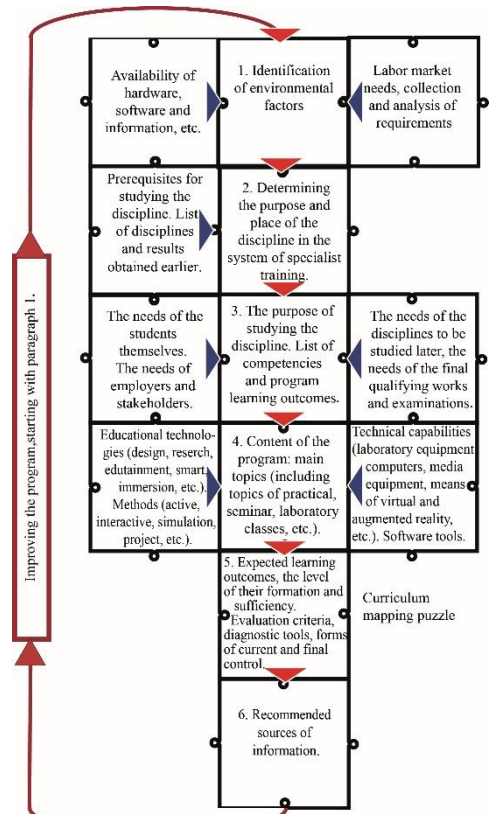 Availability of
hardware,
software and
information, etc.
1. Identification
of environmental
factors
Labor market
needs, collection
and analysis of
requirements
Prerequisites for
studying the
discipline. List
of disciplines
and results
obtained earlier.
2. Determining
the purpose and
place of the
discipline in the
system of specialist
training.
The needs of the
students
themselves.
The needs of
employers and
stakeholders.
3. The purpose of
studying the
discipline. List of
competencies
and program
learning outcomes.
The needs of the
disciplines to be
studied later, the
needs of the final
qualifying works
and examinations.
Educational technolo-
gies (design, reserch,
edutainment, smart,
immersion, etc.).
Methods (active,
interactive, simulation,
project, etc.).
4. Content of the
program: main
topics (including
topics of practical,
seminar, laboratory
classes, etc.).
Technical capabilities
(laboratory equipment
computers, media
equipment, means
of virtual and
augmented reality,
etc.). Software tools.
5. Expected learning
outcomes, the level
of their formation and
sufficiency.
Evaluation criteria,
diagnostic tools, forms
of current and final
control.
Curriculum
mapping puzzle
6. Recommended
sources of
information.
Improving the program,starting with paragraph 1.